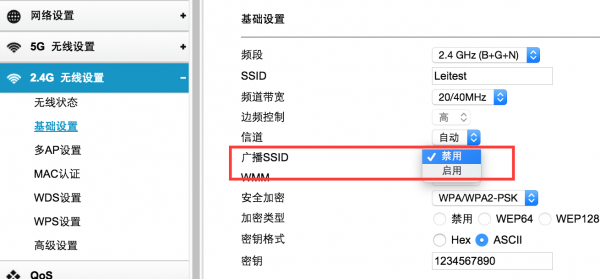 网络设置 +
5G 无线设置 +
2.4G 无线设置 −
无线状态
基础设置
多AP设置
MAC认证
WDS设置
WPS设置
高级设置
QoS
基础设置
频段 2.4 GHz (B+G+N)
SSID Leitest
频道带宽 20/40MHz
边频控制 高
信道 自动
广播SSID ✓ 禁用
启用
WMM
安全加密 WPA/WPA2-PSK
加密类型 禁用 WEP64 WEP128
密钥格式 Hex ASCII
密钥 1234567890